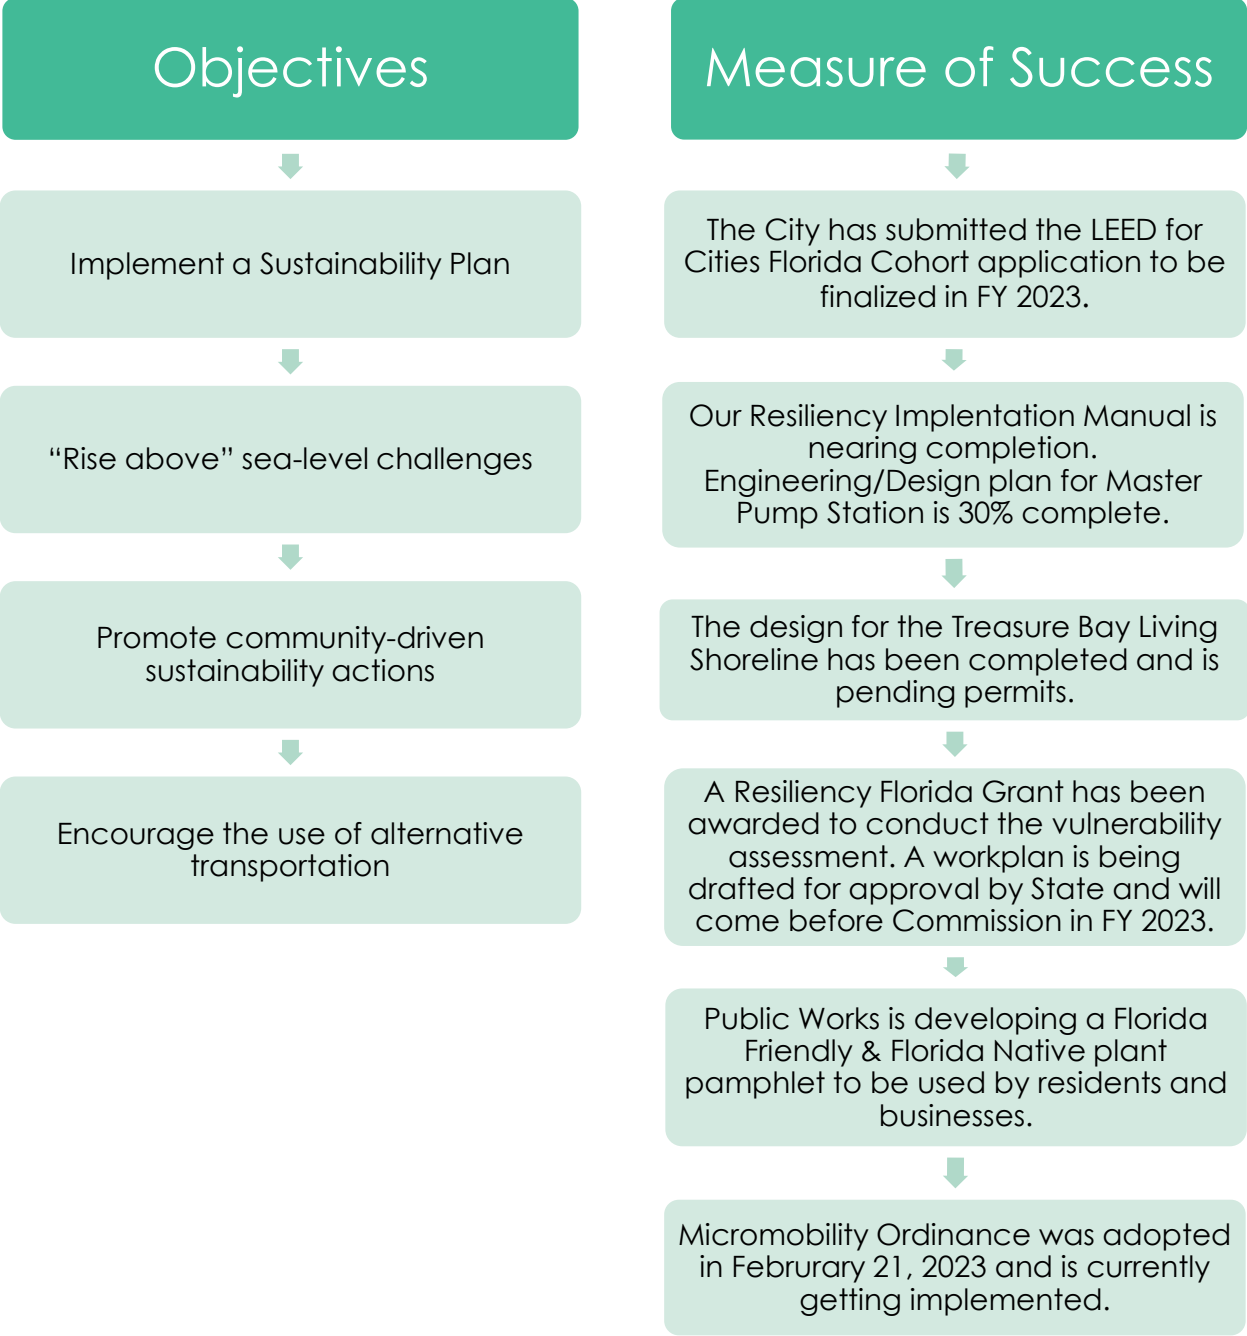 Objectives
Implement a Sustainability Plan
“Rise above” sea-level challenges
Promote community-driven
sustainability actions
Encourage the use of alternative
transportation
Measure of Success
The City has submitted the LEED for
Cities Florida Cohort application to be
finalized in FY 2023.
Our Resiliency Implentation Manual is
nearing completion.
Engineering/Design plan for Master
Pump Station is 30% complete.
The design for the Treasure Bay Living
Shoreline has been completed and is
pending permits.
A Resiliency Florida Grant has been
awarded to conduct the vulnerability
assessment. A workplan is being
drafted for approval by State and will
come before Commission in FY 2023.
Public Works is developing a Florida
Friendly & Florida Native plant
pamphlet to be used by residents and
businesses.
Micromobility Ordinance was adopted
in Februrary 21, 2023 and is currently
getting implemented.